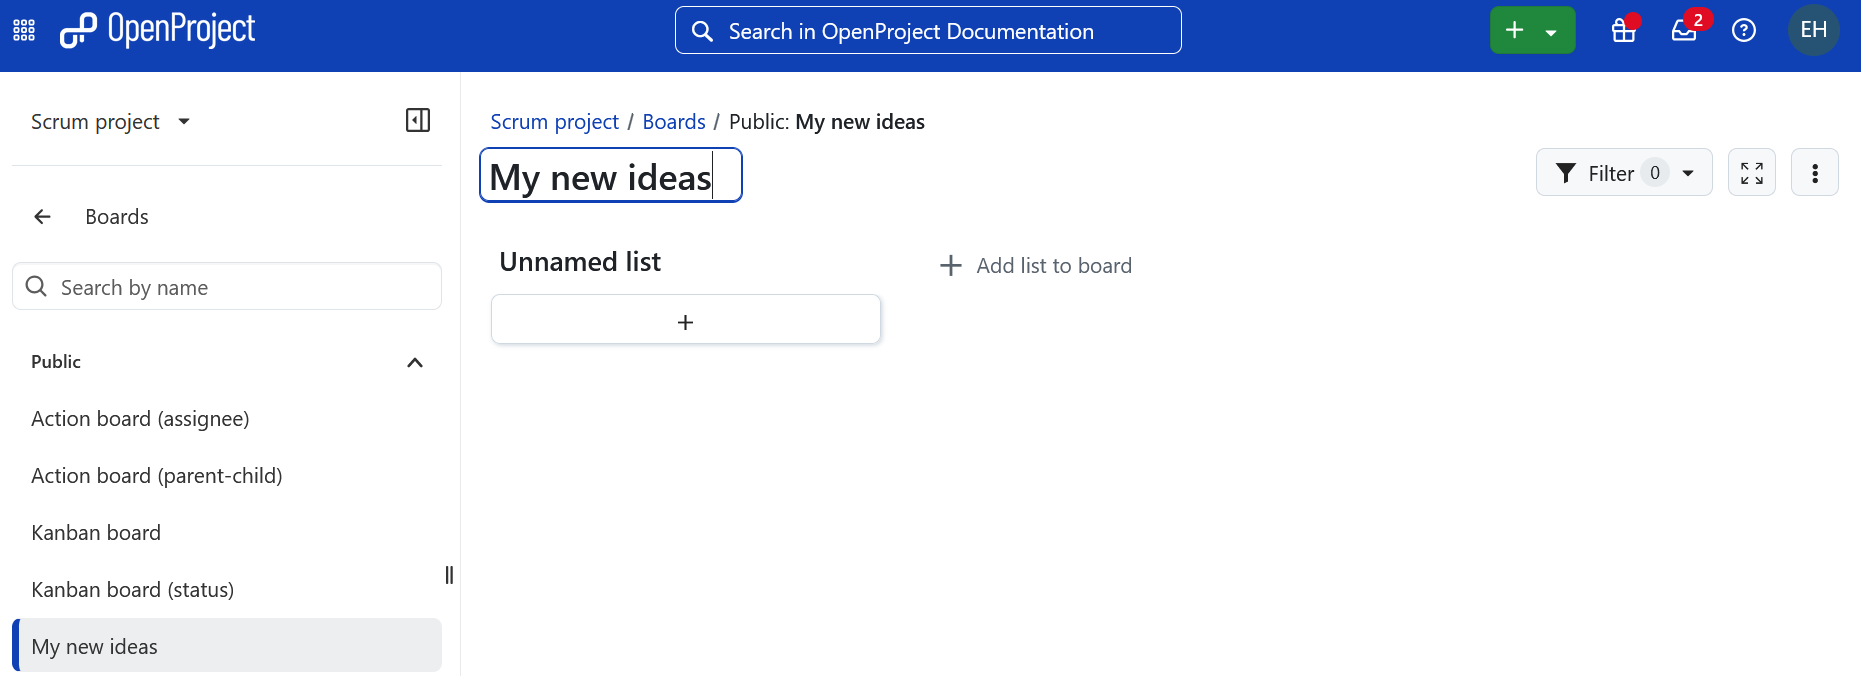 OpenProject
Search in OpenProject Documentation
2
EH
Scrum project
Boards
Search by name
Public
Action board (assignee)
Action board (parent-child)
Kanban board
Kanban board (status)
My new ideas
Scrum project / Boards / Public: My new ideas
My new ideas
Filter 0
Unnamed list
+
Add list to board